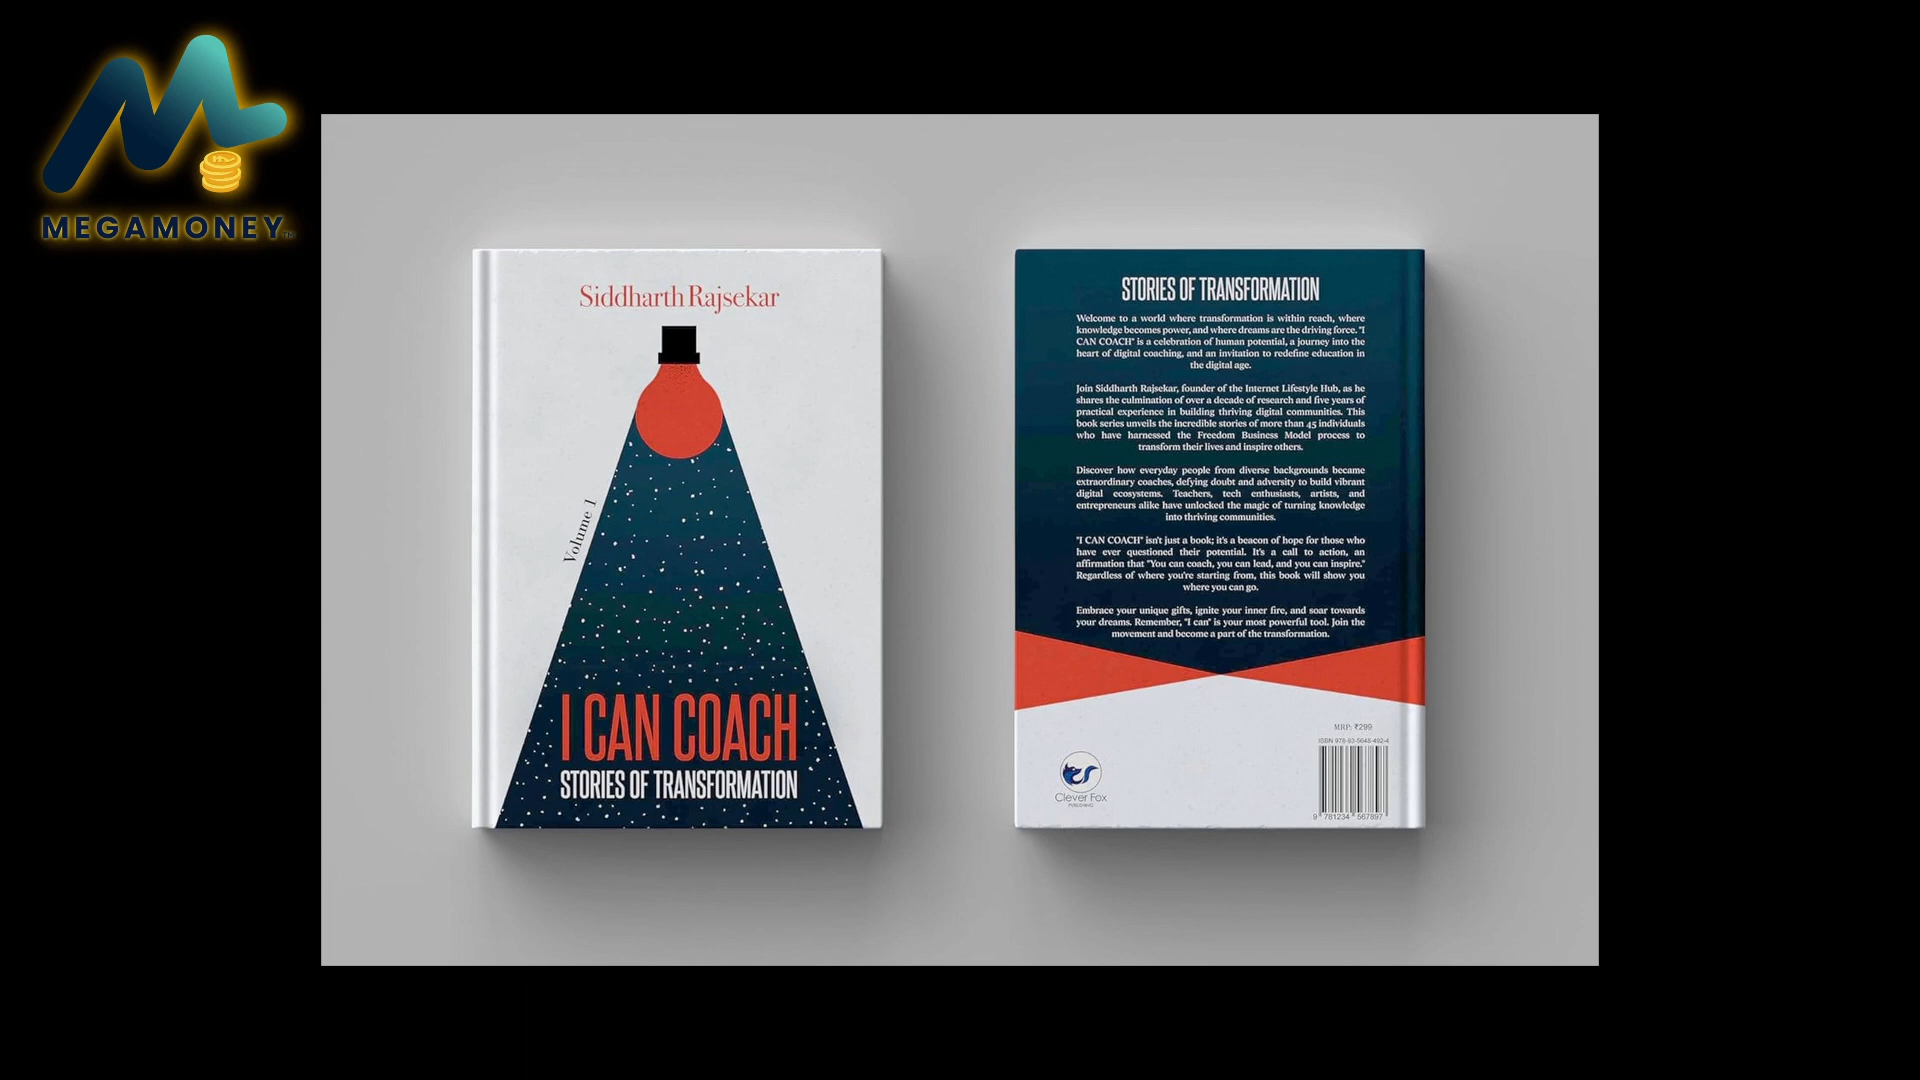 MEGAMONEY™
Siddharth Rajsekar
Volume 1
I CAN COACH
STORIES OF TRANSFORMATION
STORIES OF TRANSFORMATION
Welcome to a world where transformation is within reach, where
knowledge becomes power, and where dreams are the driving force. "I
CAN COACH" is a celebration of human potential, a journey into the
heart of digital coaching, and an invitation to redefine education in
the digital age.
Join Siddharth Rajsekar, founder of the Internet Lifestyle Hub, as he
shares the culmination of over a decade of research and five years of
practical experience in building thriving digital communities. This
book series unveils the incredible stories of more than 45 individuals
who have harnessed the Freedom Business Model process to
transform their lives and inspire others.
Discover how everyday people from diverse backgrounds became
extraordinary coaches, defying doubt and adversity to build vibrant
digital ecosystems. Teachers, tech enthusiasts, artists, and
entrepreneurs alike have unlocked the magic of turning knowledge
into thriving communities.
"I CAN COACH" isn't just a book; it's a beacon of hope for those who
have ever questioned their potential. It's a call to action, an
affirmation that "You can coach, you can lead, and you can inspire."
Regardless of where you're starting from, this book will show you
where you can go.
Embrace your unique gifts, ignite your inner fire, and soar towards
your dreams. Remember, "I can" is your most powerful tool. Join the
movement and become a part of the transformation.
MRP: ₹299
ISBN 978-93-5648-492-4
9 781234 567897
Clever Fox
PUBLISHING